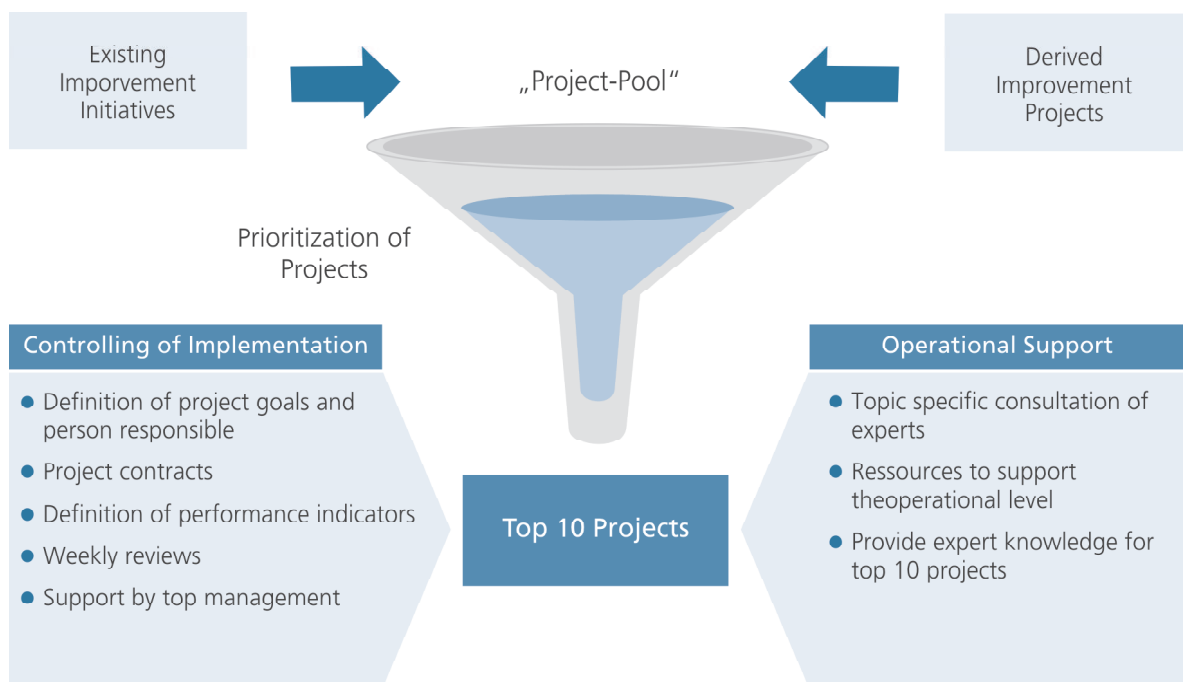 Existing
Imporvement
Initiatives
„Project-Pool“
Derived
Improvement
Projects
Prioritization of
Projects
Controlling of Implementation
Definition of project goals and
person responsible
Project contracts
Definition of performance indicators
Weekly reviews
Support by top management
Top 10 Projects
Operational Support
Topic specific consultation of
experts
Ressources to support
theoperational level
Provide expert knowledge for
top 10 projects